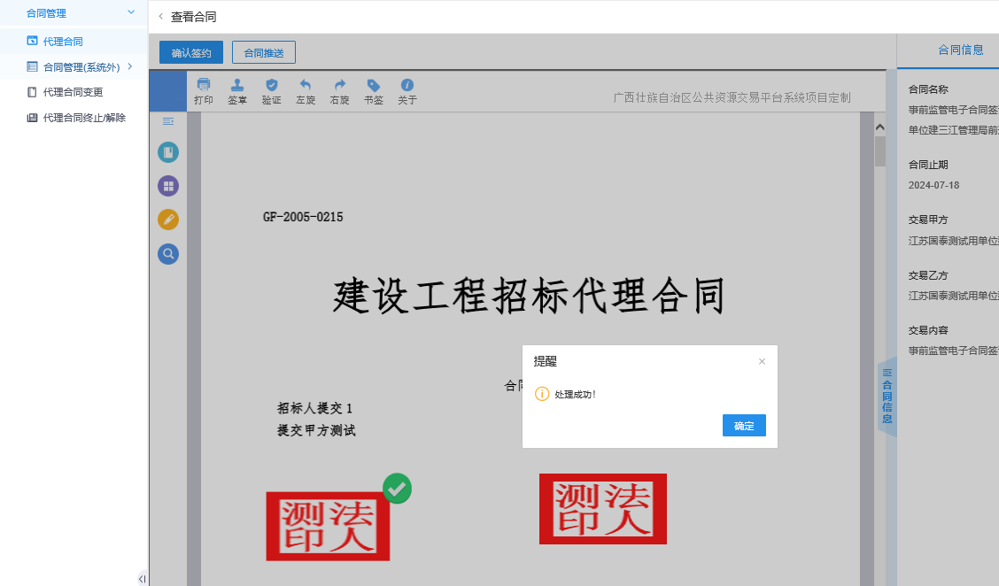 合同管理
代理合同
合同管理(系统外)
代理合同变更
代理合同终止/解除
查看合同
确认签约
合同推送
打印
签章
验证
左旋
右旋
书签
关于
广西壮族自治区公共资源交易平台系统项目定制
GF-2005-0215
建设工程招标代理合同
合同
招标人提交 1
提交甲方测试
测法
印人
测法
印人
提醒
处理成功!
确定
合同信息
合同信息
合同名称
事前监管电子合同签
单位建三江管理局前
合同止期
2024-07-18
交易甲方
江苏国泰测试用单位
交易乙方
江苏国泰测试用单位
交易内容
事前监管电子合同签